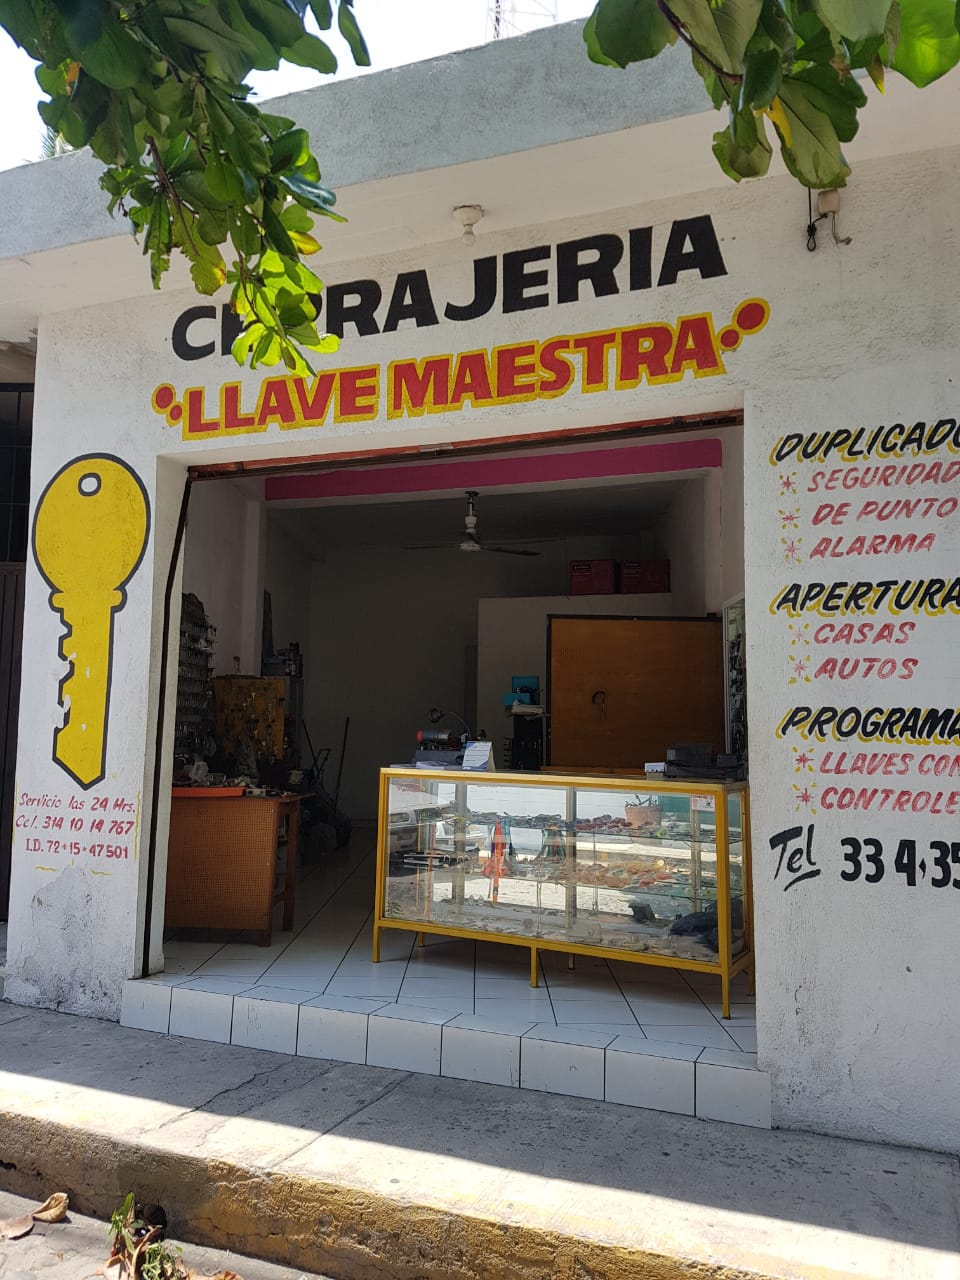 CERRAJERIA
LLAVE MAESTRA
DUPLICADO
SEGURIDAD
DE PUNTO
ALARMA
APERTURA
CASAS
AUTOS
PROGRAMA
LLAVES CON
CONTROLE
Tel 33 4·35
Servicio las 24 Hrs.
Cel. 314 10 14 767
I.D. 72*15*47501